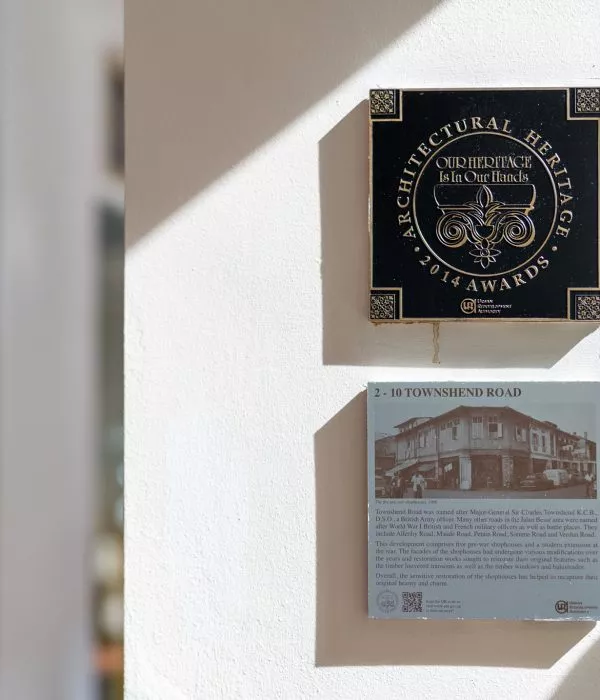 ARCHITECTURAL HERITAGE
OUR HERITAGE
Is In Our Hands
• 2014 AWARDS •
URBAN
REDEVELOPMENT
AUTHORITY
2 - 10 TOWNSHEND ROAD
Townshend Road was named after Major-General Sir Charles Townshend K.C.B.,
D.S.O., a British Army officer. Many other roads in the Jalan Besar area were named
after World War I British and French military officers as well as battle places. They
include Allenby Road, Maude Road, Petain Road, Somme Road and Verdun Road.
This development comprises five pre-war shophouses and a modern extension at
the rear. The facades of the shophouses had undergone various modifications over
the years and restoration works sought to reinstate their original features such as
the timber louvered transoms as well as the timber windows and balustrades.
Overall, the sensitive restoration of the shophouses has helped to recapture their
original beauty and charm.
URBAN
REDEVELOPMENT
AUTHORITY